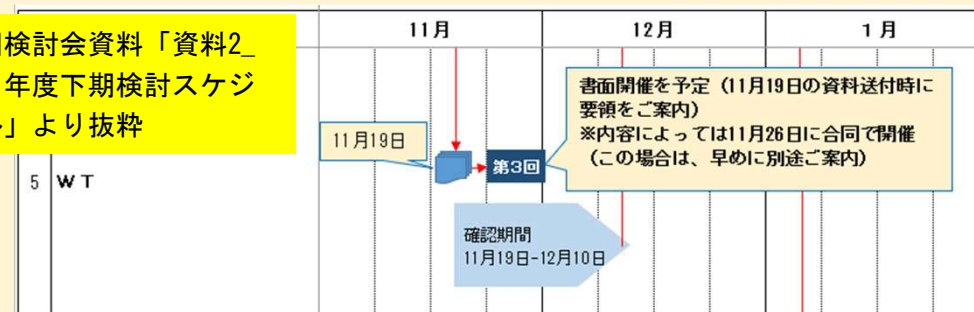 11月
12月
1月
検討会資料「資料2_
年度下期検討スケジ
」より抜粋
書面開催を予定（11月19日の資料送付時に
要領をご案内）
※内容によっては11月26日に合同で開催
（この場合は、早めに別途ご案内）
11月19日
第3回
5 ＷＴ
確認期間
11月19日-12月10日